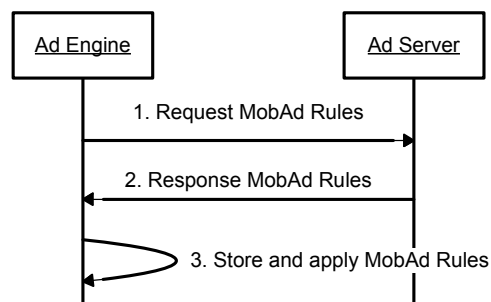 Ad Engine
Ad Server
1. Request MobAd Rules
2. Response MobAd Rules
3. Store and apply MobAd Rules